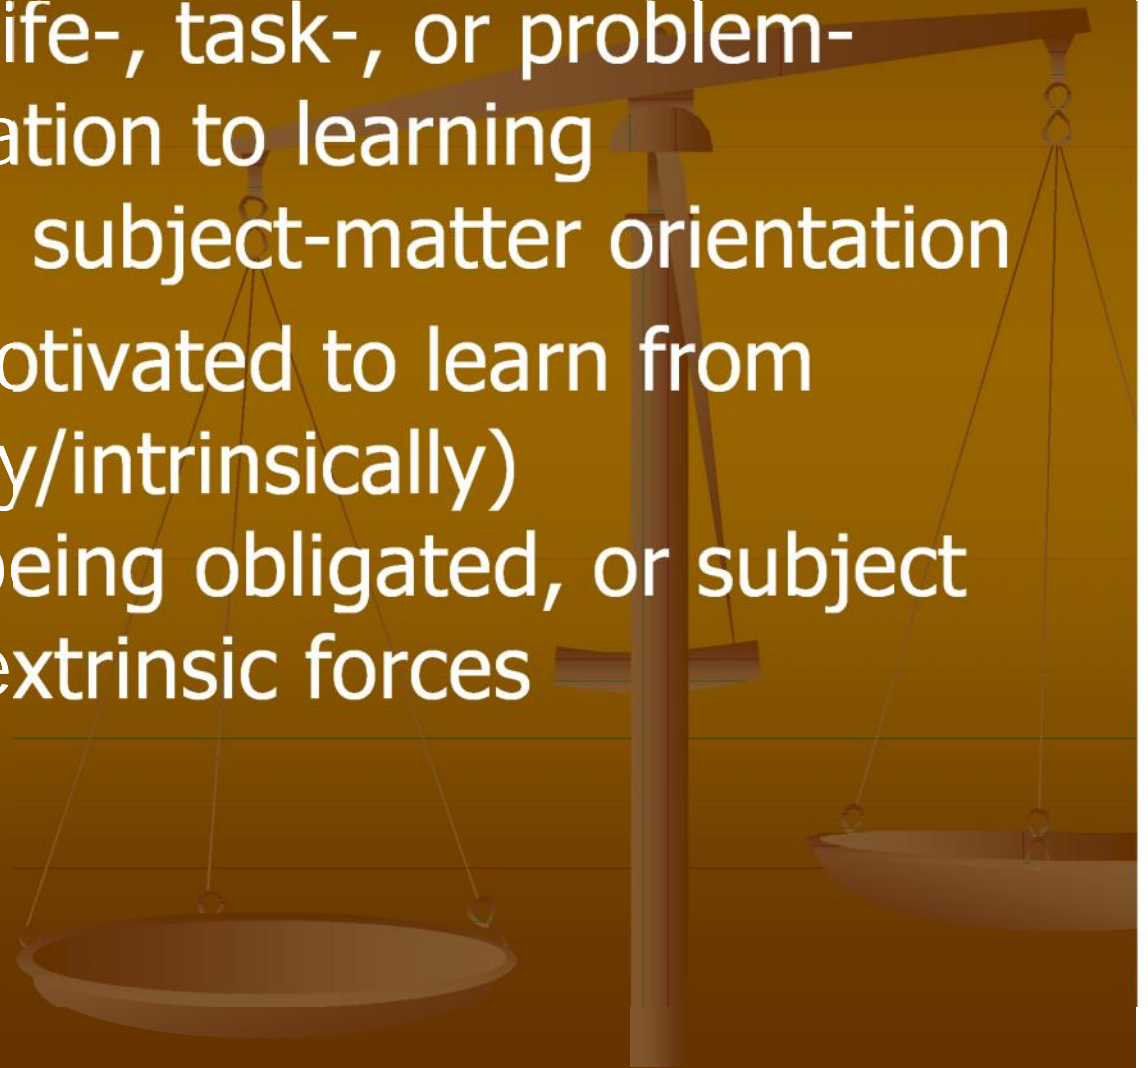 ife-, task-, or problem-
ation to learning
subject-matter orientation
otivated to learn from
y/intrinsically)
being obligated, or subject
extrinsic forces